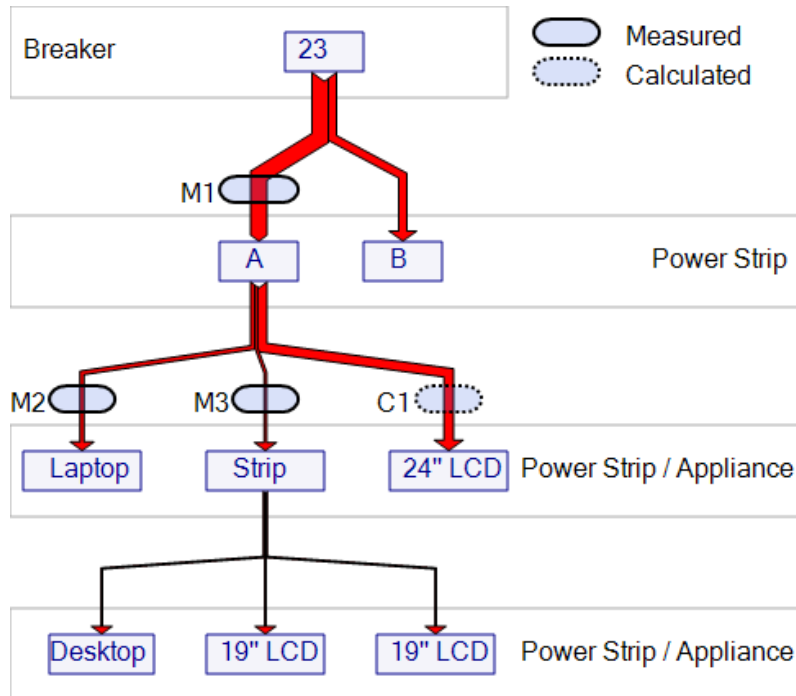 Breaker
23
Measured
Calculated
M1
A
B
Power Strip
M2
M3
C1
Laptop
Strip
24" LCD
Power Strip / Appliance
Desktop
19" LCD
19" LCD
Power Strip / Appliance